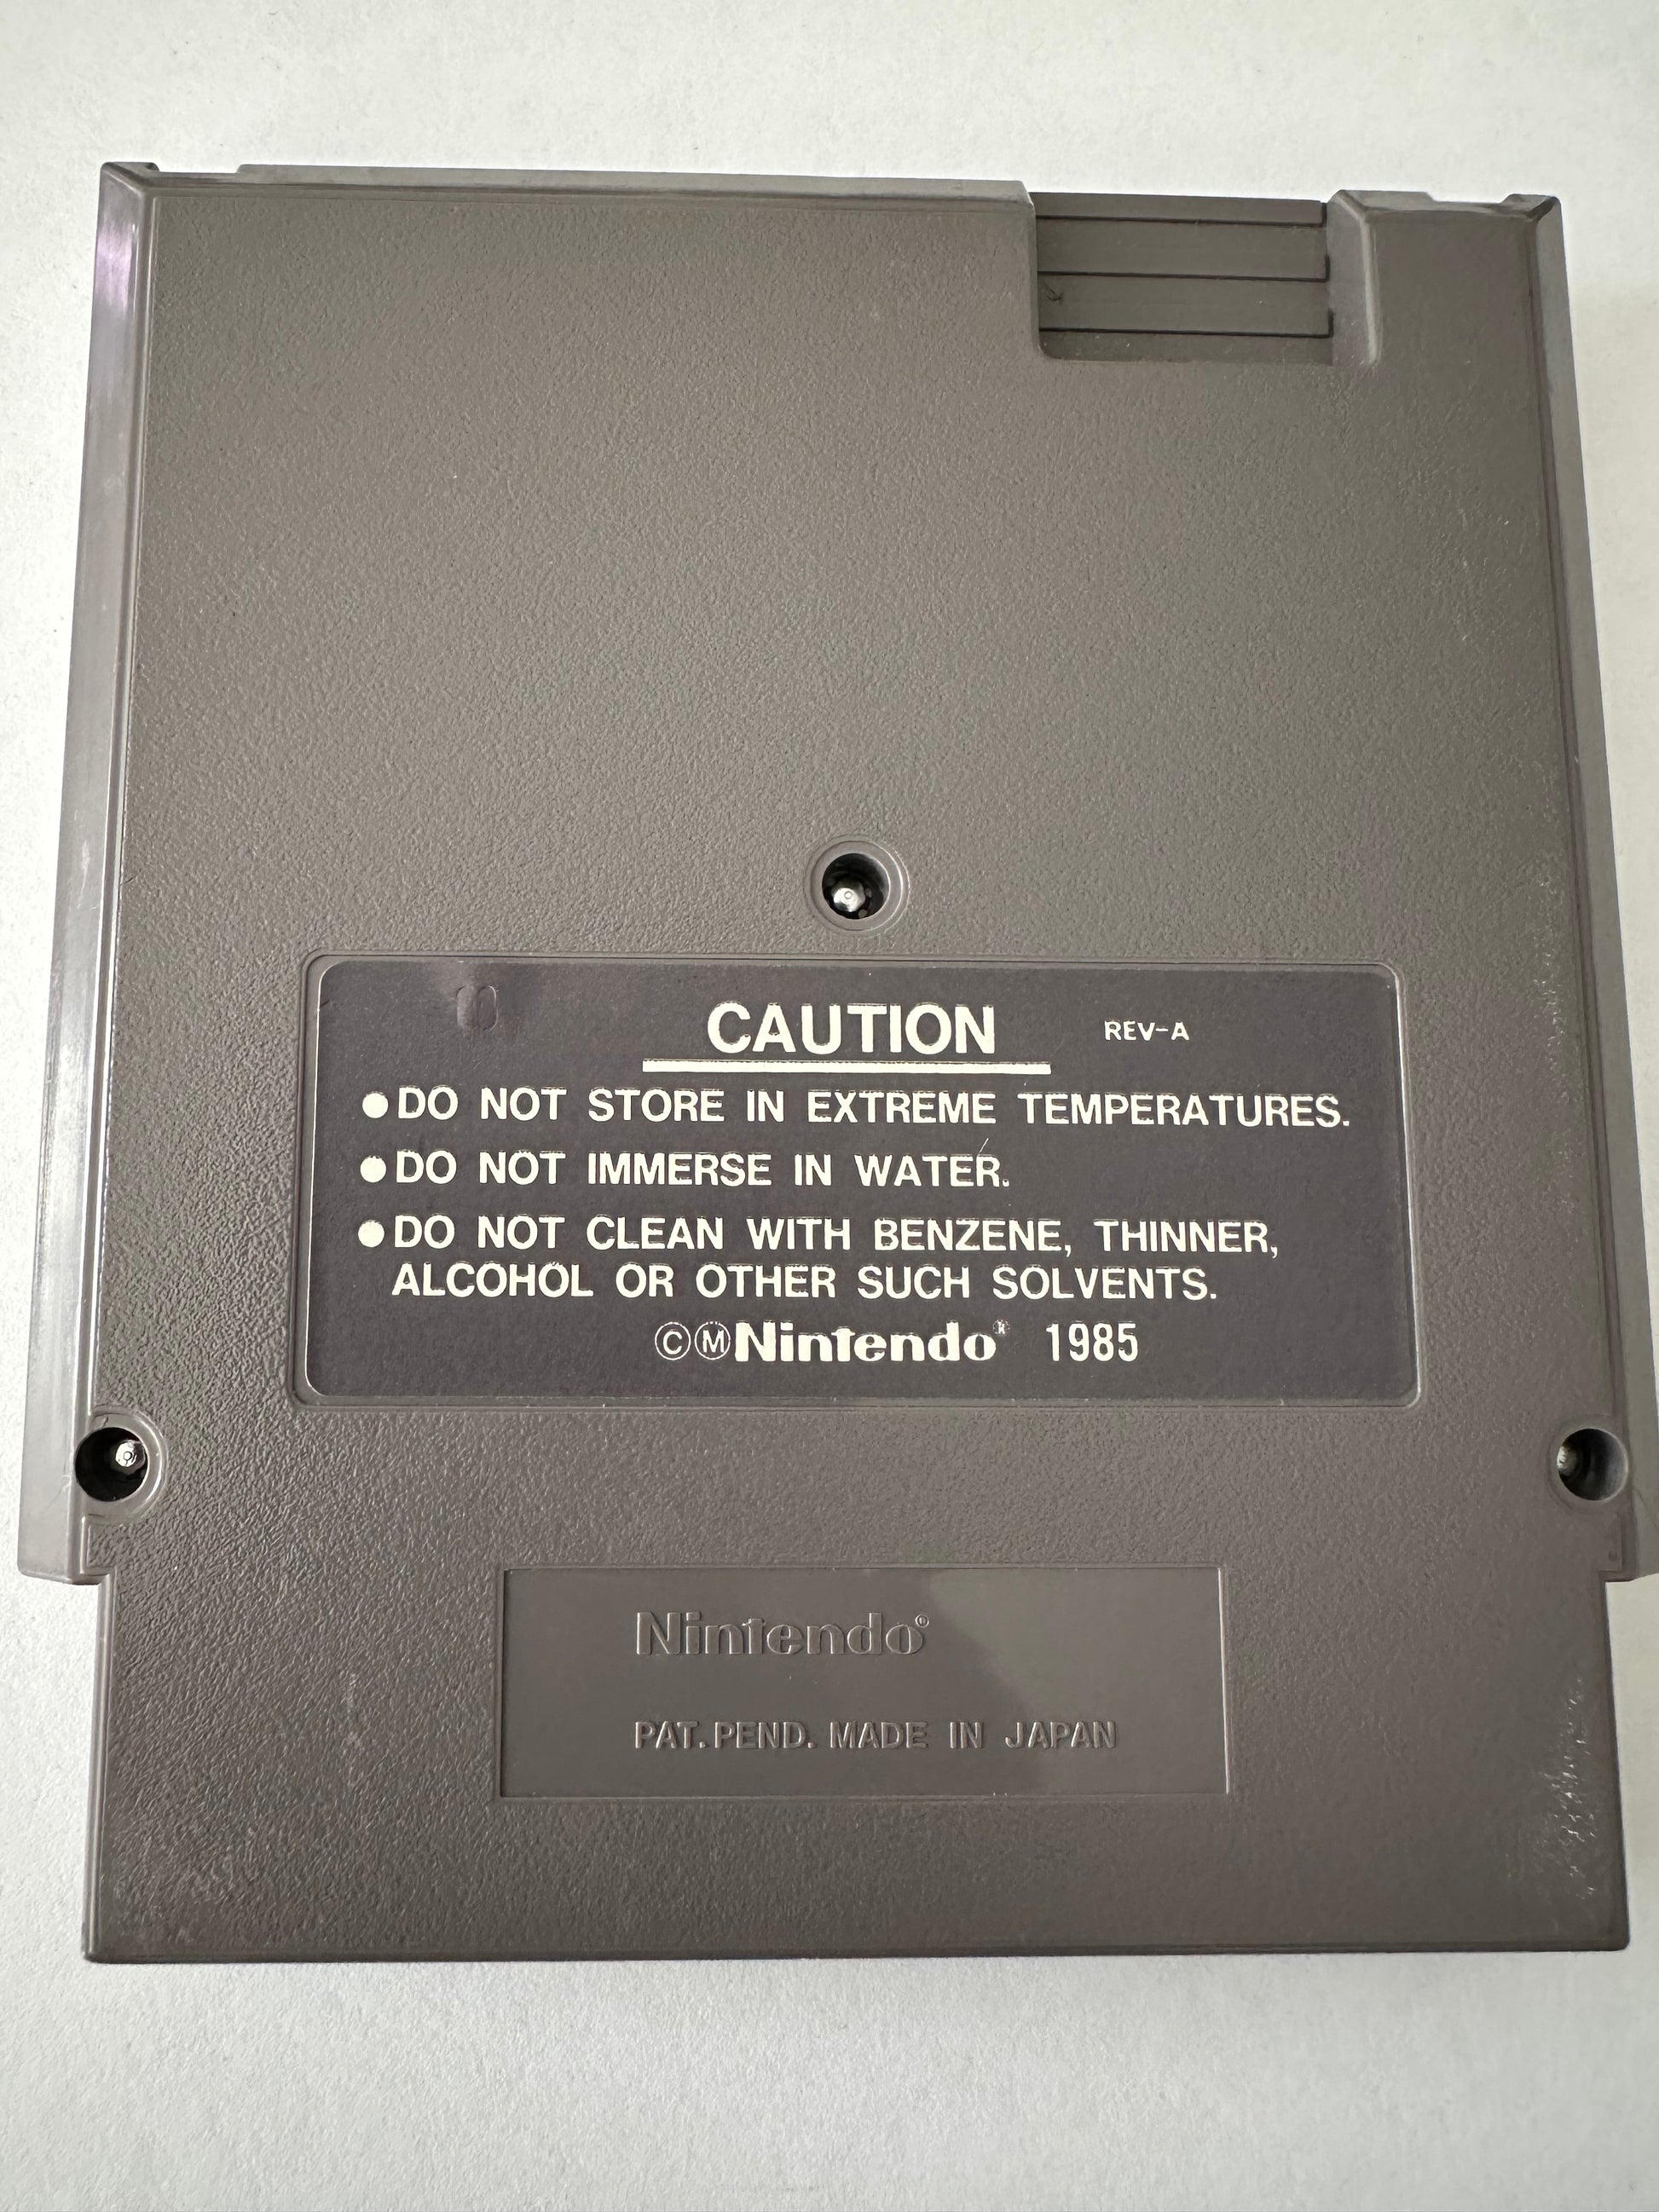 CAUTION REV-A
●DO NOT STORE IN EXTREME TEMPERATURES.
●DO NOT IMMERSE IN WATER.
●DO NOT CLEAN WITH BENZENE, THINNER,
ALCOHOL OR OTHER SUCH SOLVENTS.
ⒸⓂNintendo® 1985
Nintendo®
PAT.PEND. MADE IN JAPAN